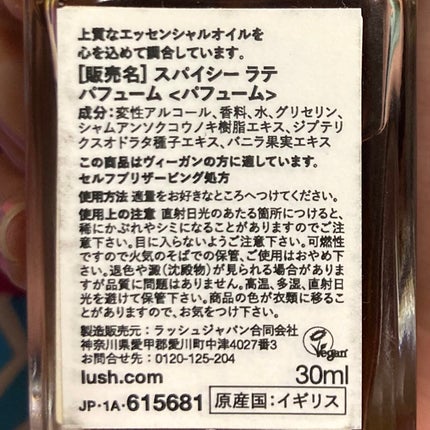 上質なエッセンシャルオイルを
心を込めて調合しています。
[販売名] スパイシー ラテ
パフューム <パフューム>
成分：変性アルコール、香料、水、グリセリン、
シャムアンソクコウノキ樹脂エキス、ジプテリ
クスオドラタ種子エキス、バニラ果実エキス
この商品はヴィーガンの方に適しています。
セルフプリザービング処方
使用方法 適量をお好きなところへつけてください。
使用上の注意 直射日光のあたる箇所につけると、
稀にかぶれやシミになることがありますのでご注
意下さい。目に入らないようご注意下さい。可燃性
ですので火気のそばでの保管、ご使用はおやめ下
さい。退色や澱(沈殿物)が見られる場合がありま
すが品質に問題はありません。高温、多湿、直射日
光を避けて保管下さい。商品の色が衣類に移るこ
とがありますので、お気をつけ下さい。
製造販売元：ラッシュジャパン合同会社
神奈川県愛甲郡愛川町中津4027番3
お問合せ先：0120-125-204
Vegan
lush.com 30ml
JP·1A·615681 原産国：イギリス